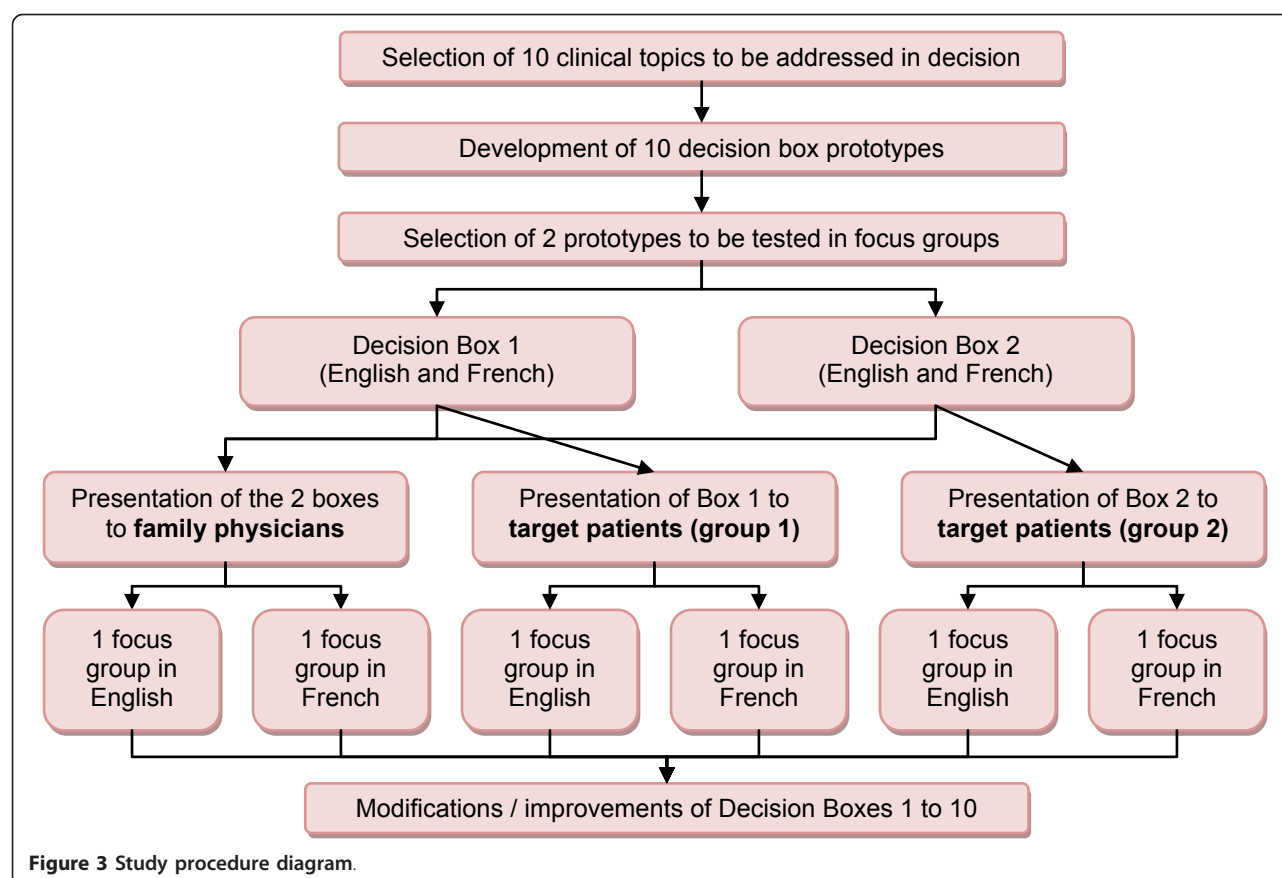 Selection of 10 clinical topics to be addressed in decision
Development of 10 decision box prototypes
Selection of 2 prototypes to be tested in focus groups
Decision Box 1
(English and French)
Decision Box 2
(English and French)
Presentation of the 2 boxes
to family physicians
Presentation of Box 1 to
target patients (group 1)
Presentation of Box 2 to
target patients (group 2)
1 focus
group in
English
1 focus
group in
French
1 focus
group in
English
1 focus
group in
French
1 focus
group in
English
1 focus
group in
French
Modifications / improvements of Decision Boxes 1 to 10
Figure 3 Study procedure diagram.